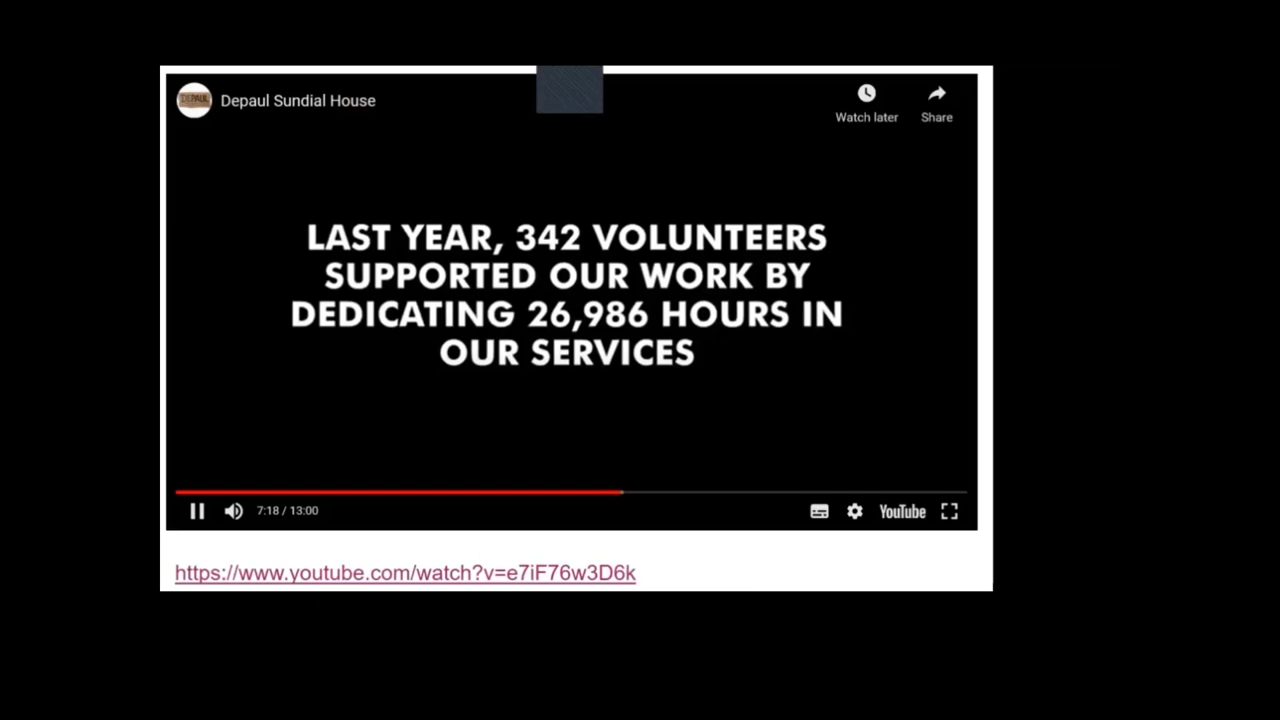 DEPAUL
Depaul Sundial House
Watch later
Share
LAST YEAR, 342 VOLUNTEERS
SUPPORTED OUR WORK BY
DEDICATING 26,986 HOURS IN
OUR SERVICES
7:18 / 13:00
YouTube
https://www.youtube.com/watch?v=e7iF76w3D6k